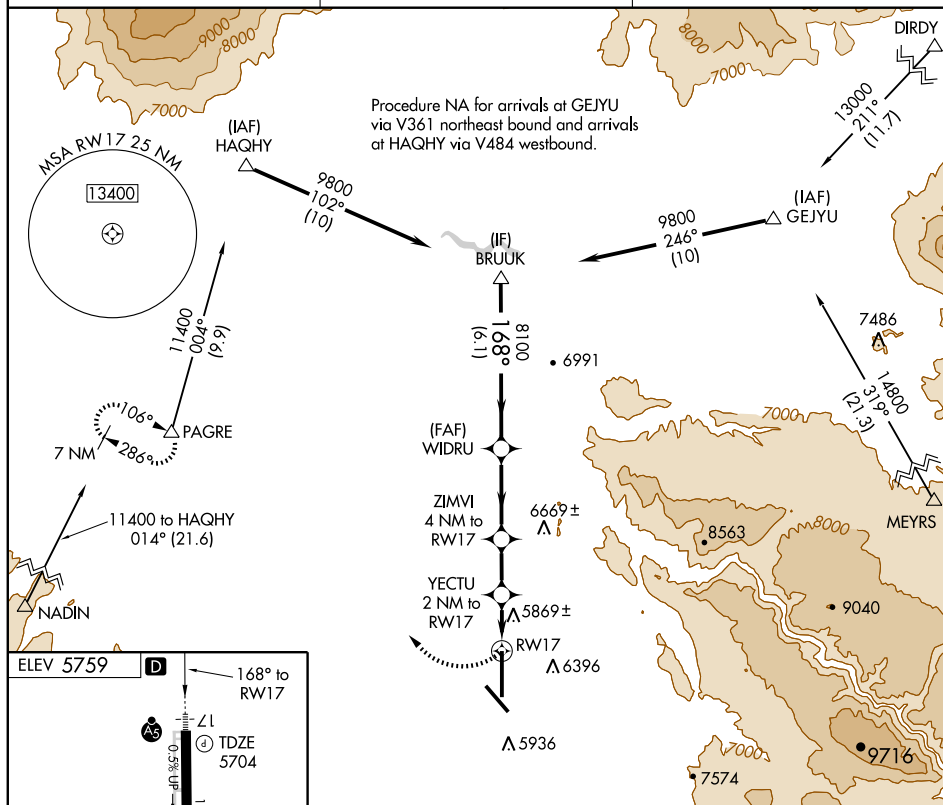 9000
8000
7000
8000
7000
DIRDY
13000
211°
(11.7)
Procedure NA for arrivals at GEJYU
via V361 northeast bound and arrivals
at HAQHY via V484 westbound.
(IAF)
HAQHY
MSA RW17 25 NM
13400
9800
102°
(10)
(IAF)
GEJYU
9800
246°
(10)
(IF)
BRUUK
8100
168°
(6.1)
6991
11400
004°
(9.9)
7486
14800
319°
(21.3)
106°
286°
PAGRE
7 NM
7000
(FAF)
WIDRU
ZIMVI
4 NM to
RW17
6669±
8563
8000
MEYRS
11400 to HAQHY
014° (21.6)
NADIN
YECTU
2 NM to
RW17
5869±
9040
RW17
6396
ELEV 5759
D
168° to
RW17
17
A5
P
TDZE
5704
0.5% UP
1
5936
7000
9716
7574